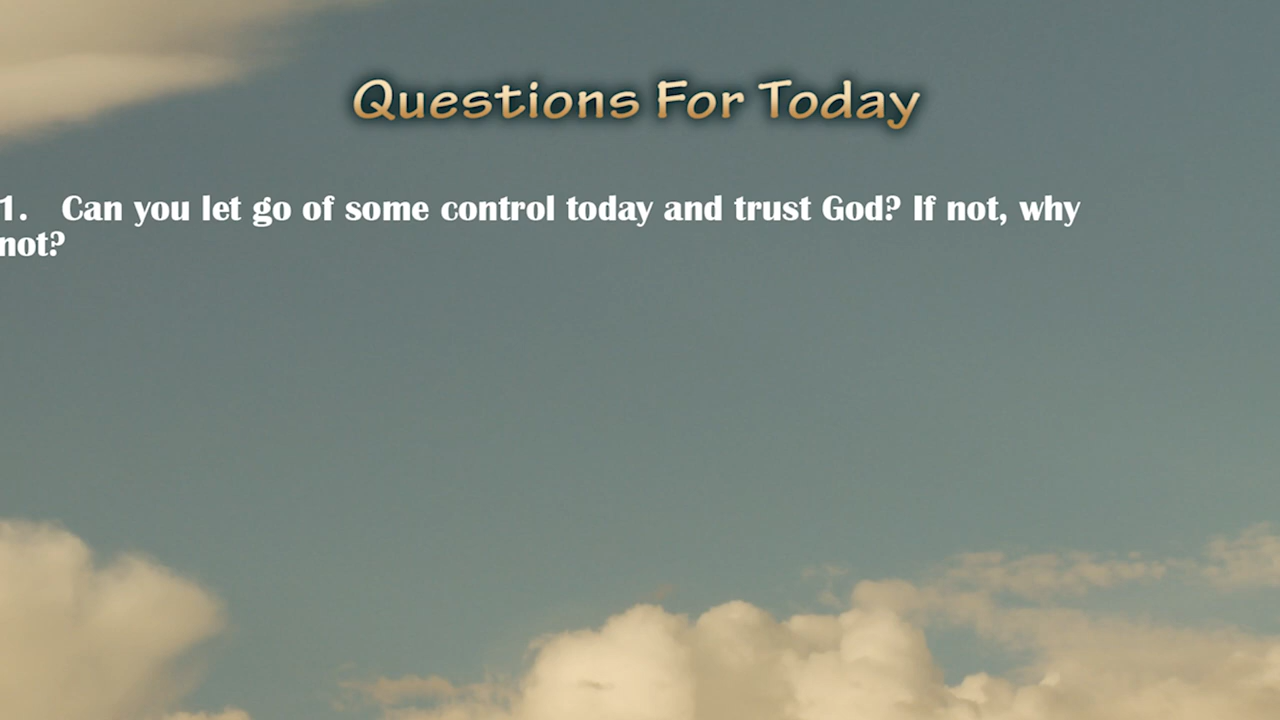 Questions For Today
1. Can you let go of some control today and trust God? If not, why
not?